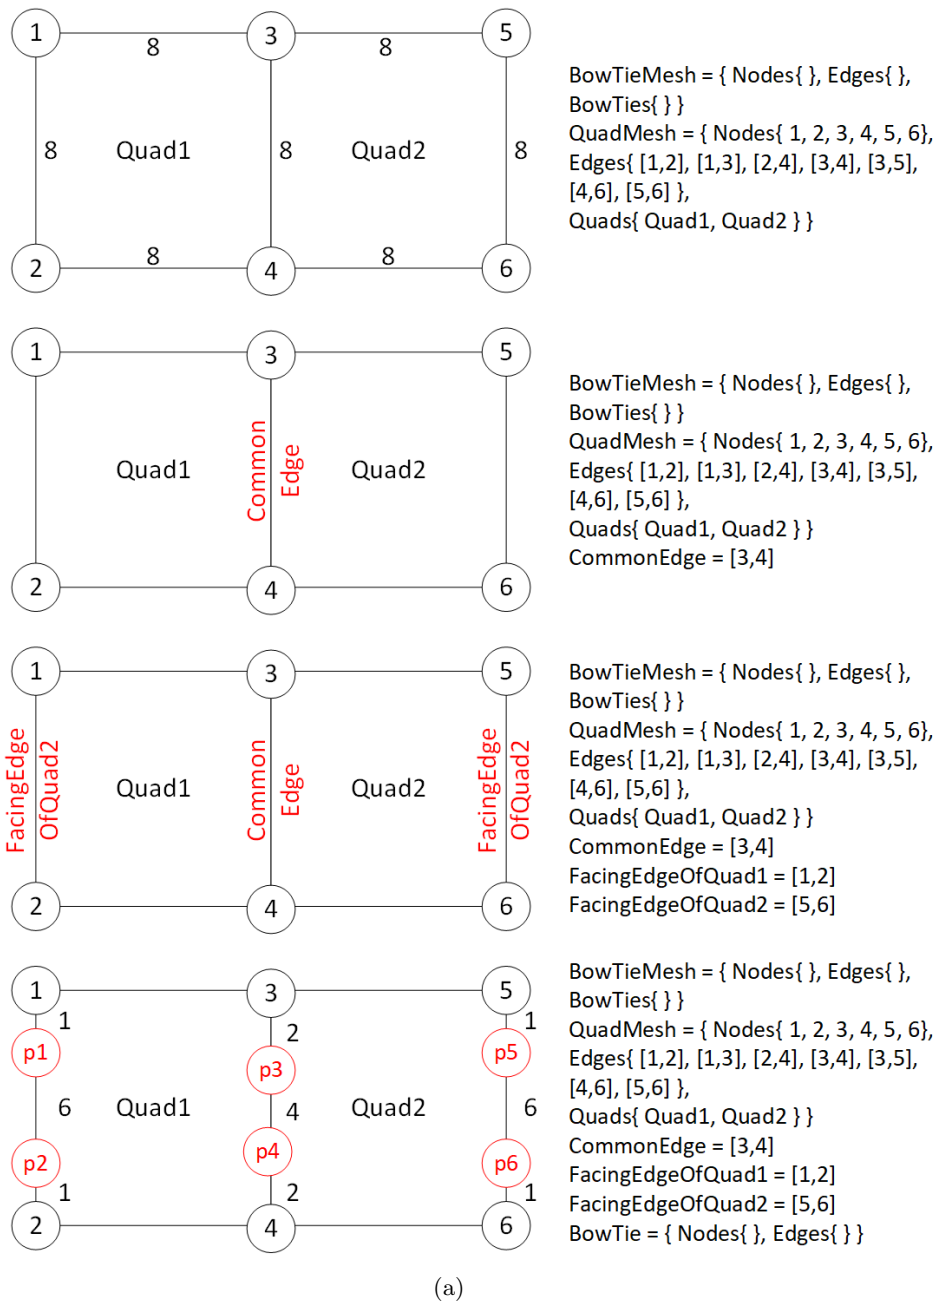 1
3
5
8
8
8
Quad1
8
Quad2
8
8
8
2
4
6
BowTieMesh = { Nodes{ }, Edges{ },
BowTies{ } }
QuadMesh = { Nodes{ 1, 2, 3, 4, 5, 6},
Edges{ [1,2], [1,3], [2,4], [3,4], [3,5],
[4,6], [5,6] },
Quads{ Quad1, Quad2 } }
1
3
5
Quad1
Common
Edge
Quad2
2
4
6
BowTieMesh = { Nodes{ }, Edges{ },
BowTies{ } }
QuadMesh = { Nodes{ 1, 2, 3, 4, 5, 6},
Edges{ [1,2], [1,3], [2,4], [3,4], [3,5],
[4,6], [5,6] },
Quads{ Quad1, Quad2 } }
CommonEdge = [3,4]
1
3
5
FacingEdge
OfQuad2
Quad1
Common
Edge
Quad2
FacingEdge
OfQuad2
2
4
6
BowTieMesh = { Nodes{ }, Edges{ },
BowTies{ } }
QuadMesh = { Nodes{ 1, 2, 3, 4, 5, 6},
Edges{ [1,2], [1,3], [2,4], [3,4], [3,5],
[4,6], [5,6] },
Quads{ Quad1, Quad2 } }
CommonEdge = [3,4]
FacingEdgeOfQuad1 = [1,2]
FacingEdgeOfQuad2 = [5,6]
1
3
5
1
2
1
p1
p3
p5
6
Quad1
4
Quad2
6
p2
p4
p6
1
2
1
2
4
6
BowTieMesh = { Nodes{ }, Edges{ },
BowTies{ } }
QuadMesh = { Nodes{ 1, 2, 3, 4, 5, 6},
Edges{ [1,2], [1,3], [2,4], [3,4], [3,5],
[4,6], [5,6] },
Quads{ Quad1, Quad2 } }
CommonEdge = [3,4]
FacingEdgeOfQuad1 = [1,2]
FacingEdgeOfQuad2 = [5,6]
BowTie = { Nodes{ }, Edges{ } }
(a)